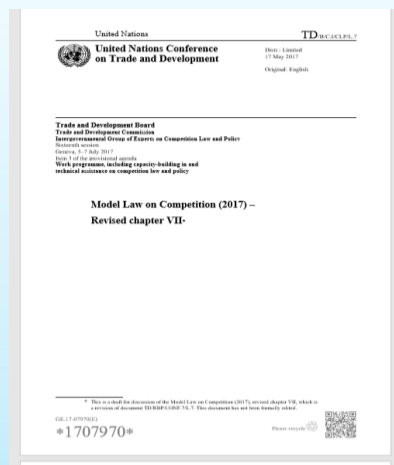 United Nations
TD/B/C.I/CLP/L.7
United Nations Conference
on Trade and Development
Distr.: Limited
17 May 2017
Original: English
Trade and Development Board
Trade and Development Commission
Intergovernmental Group of Experts on Competition Law and Policy
Sixteenth session
Geneva, 5–7 July 2017
Item 3 of the provisional agenda
Work programme, including capacity-building in and
technical assistance on competition law and policy
Model Law on Competition (2017) –
Revised chapter VII*
* This is a draft for discussion of the Model Law on Competition (2017), revised chapter VII, which is
a revision of document TD/RBP/CONF.7/L.7. This document has not been formally edited.
GE.17-07970(E)
*1707970*
Please recycle